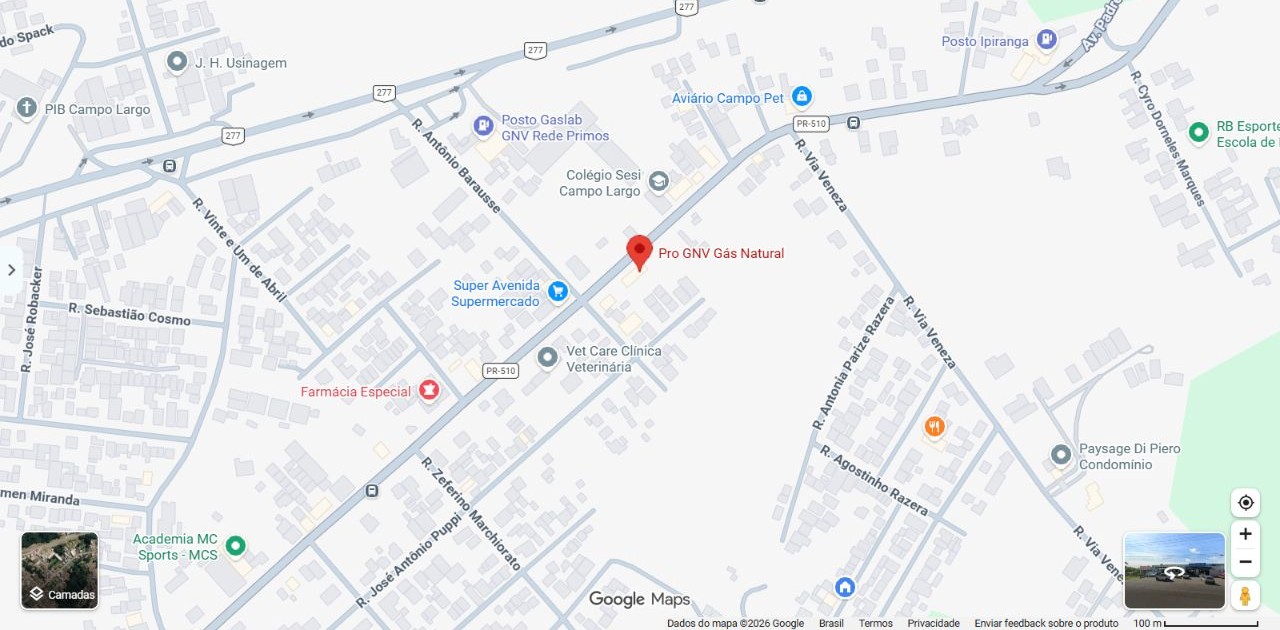 277
do Spack
Av. Padre
Posto Ipiranga
277
J. H. Usinagem
R. Cyro Dorneles Marques
277
Aviário Campo Pet
PIB Campo Largo
PR-510
Posto Gaslab
GNV Rede Primos
RB Esporte
Escola de
277
R. Antônio Barausse
Colégio Sesi
Campo Largo
R. Via Veneza
R. Vinte e Um de Abril
Pro GNV Gás Natural
Super Avenida
Supermercado
R. José Robacker
R. Sebastião Cosmo
R. Via Veneza
R. Antonia Parize Razera
Vet Care Clínica
Veterinária
PR-510
Farmácia Especial
Paysage Di Piero
Condomínio
R. Agostinho Razera
men Miranda
R. Zeferino Marchiorato
Academia MC
Sports - MCS
R. José Antônio Puppi
R. Via Vene
Camadas
Google Maps
Dados do mapa ©2026 Google Brasil Termos Privacidade Enviar feedback sobre o produto 100 m